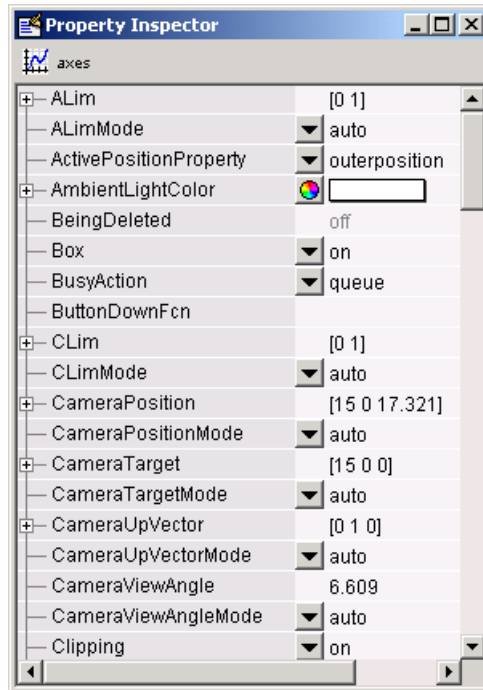 Property Inspector
axes
ALim [0 1]
ALimMode auto
ActivePositionProperty outerposition
AmbientLightColor
BeingDeleted off
Box on
BusyAction queue
ButtonDownFcn
CLim [0 1]
CLimMode auto
CameraPosition [15 0 17.321]
CameraPositionMode auto
CameraTarget [15 0 0]
CameraTargetMode auto
CameraUpVector [0 1 0]
CameraUpVectorMode auto
CameraViewAngle 6.609
CameraViewAngleMode auto
Clipping on